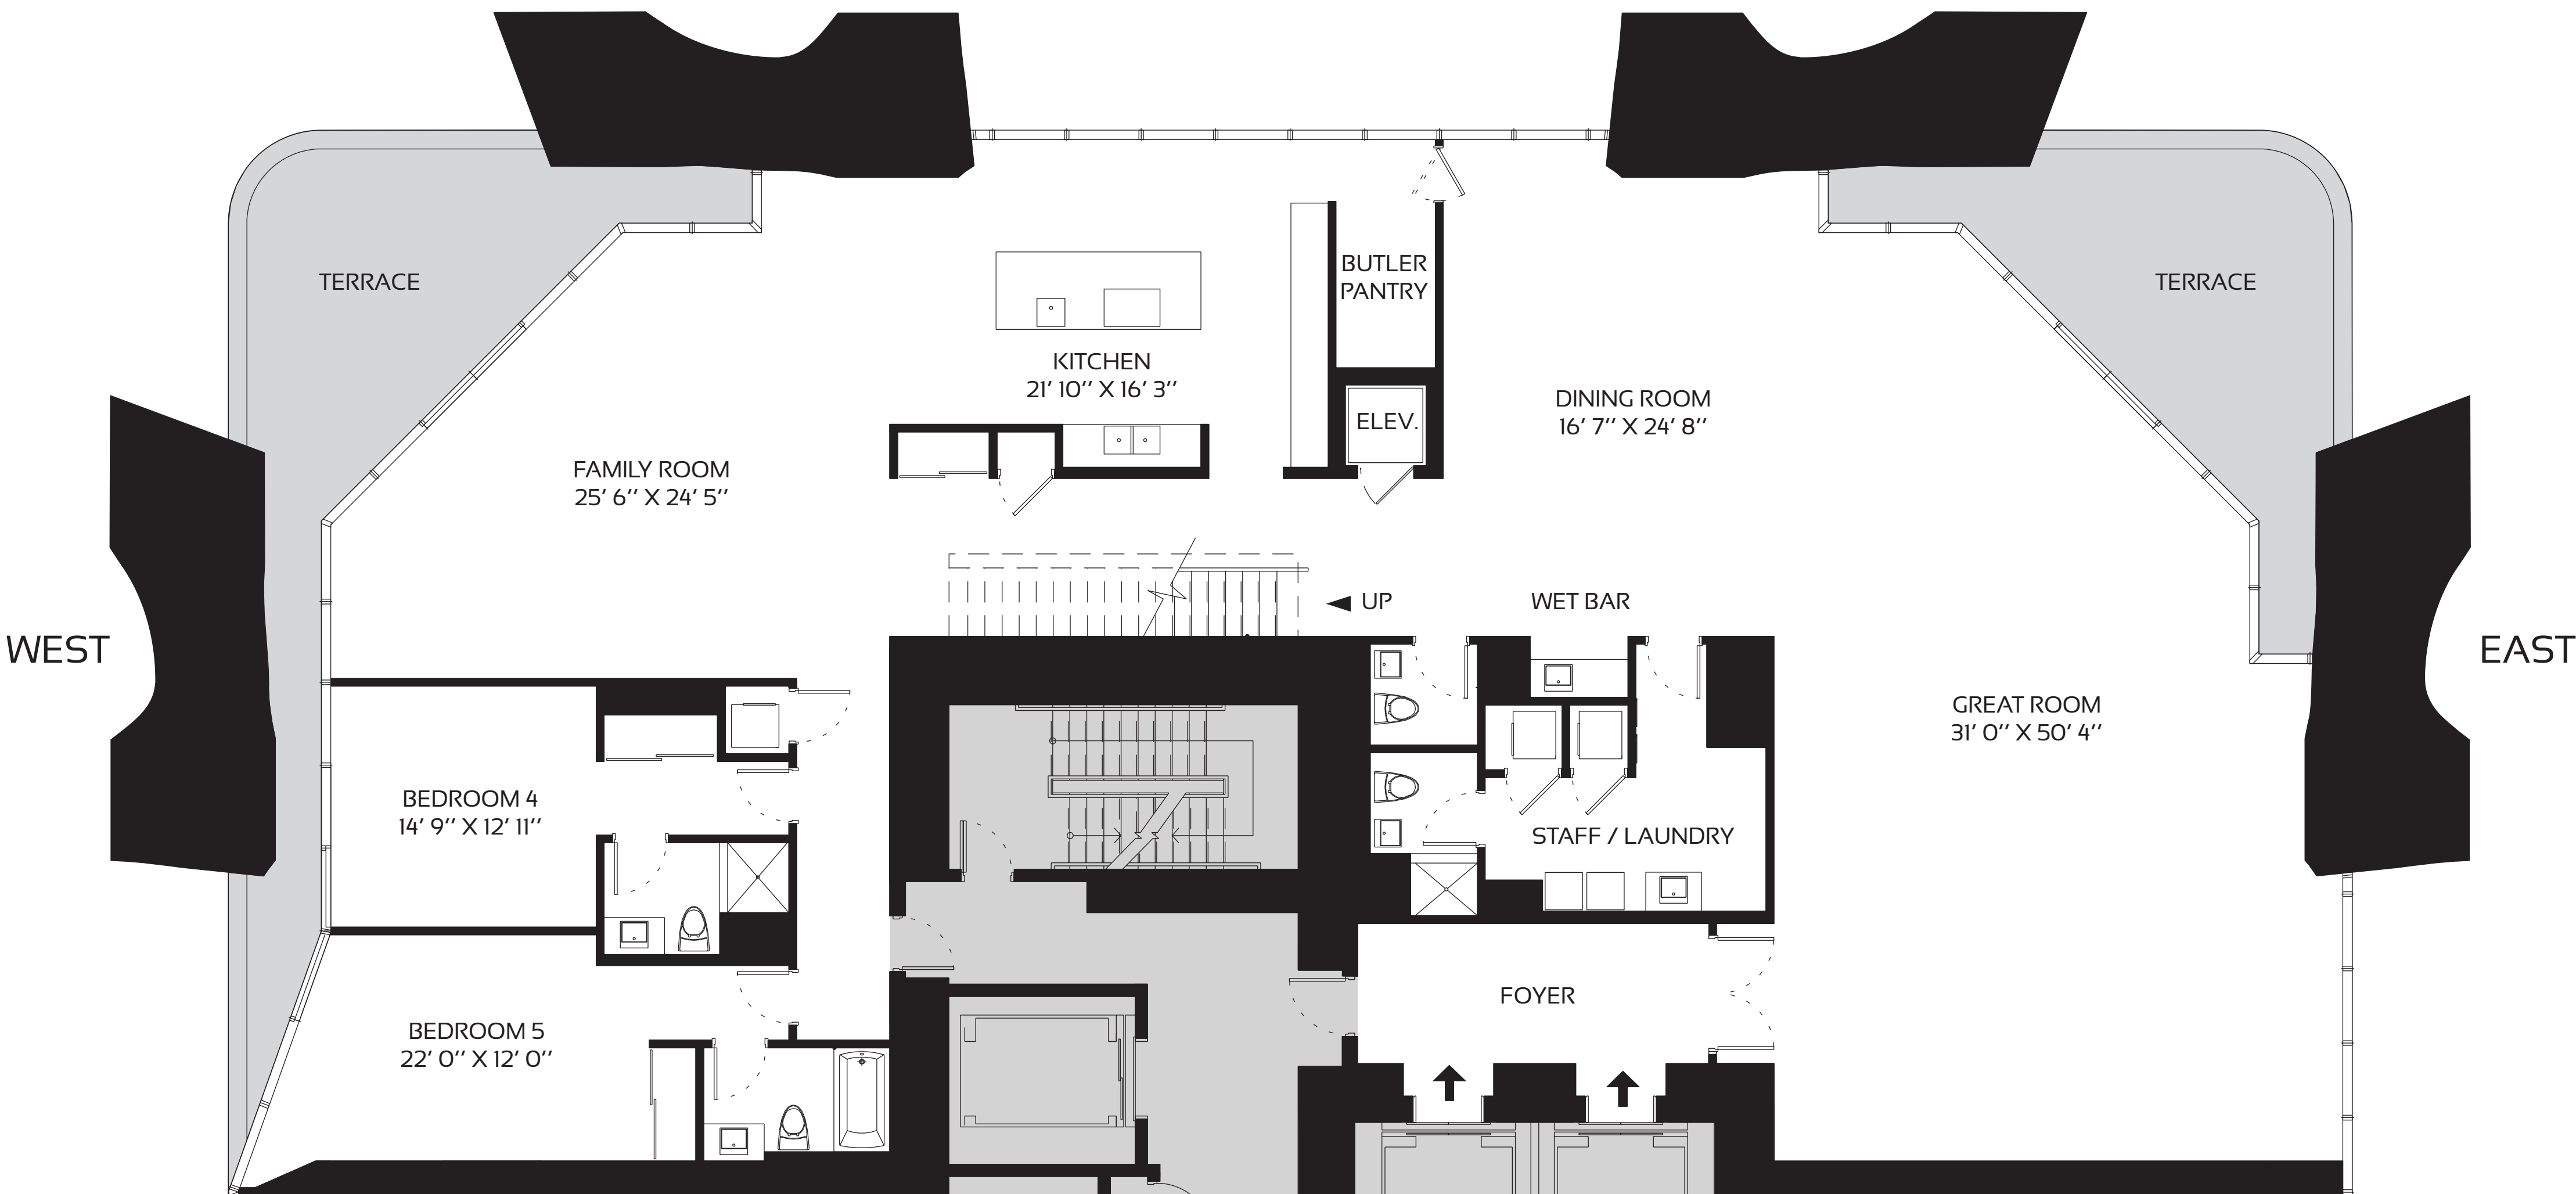 TERRACE
TERRACE
BUTLER
PANTRY
KITCHEN
21’ 10’’ X 16’ 3’’
ELEV.
DINING ROOM
16’ 7’’ X 24’ 8’’
FAMILY ROOM
25’ 6’’ X 24’ 5’’
UP
WET BAR
WEST
EAST
GREAT ROOM
31’ 0’’ X 50’ 4’’
BEDROOM 4
14’ 9’’ X 12’ 11’’
STAFF / LAUNDRY
FOYER
BEDROOM 5
22’ 0’’ X 12’ 0’’